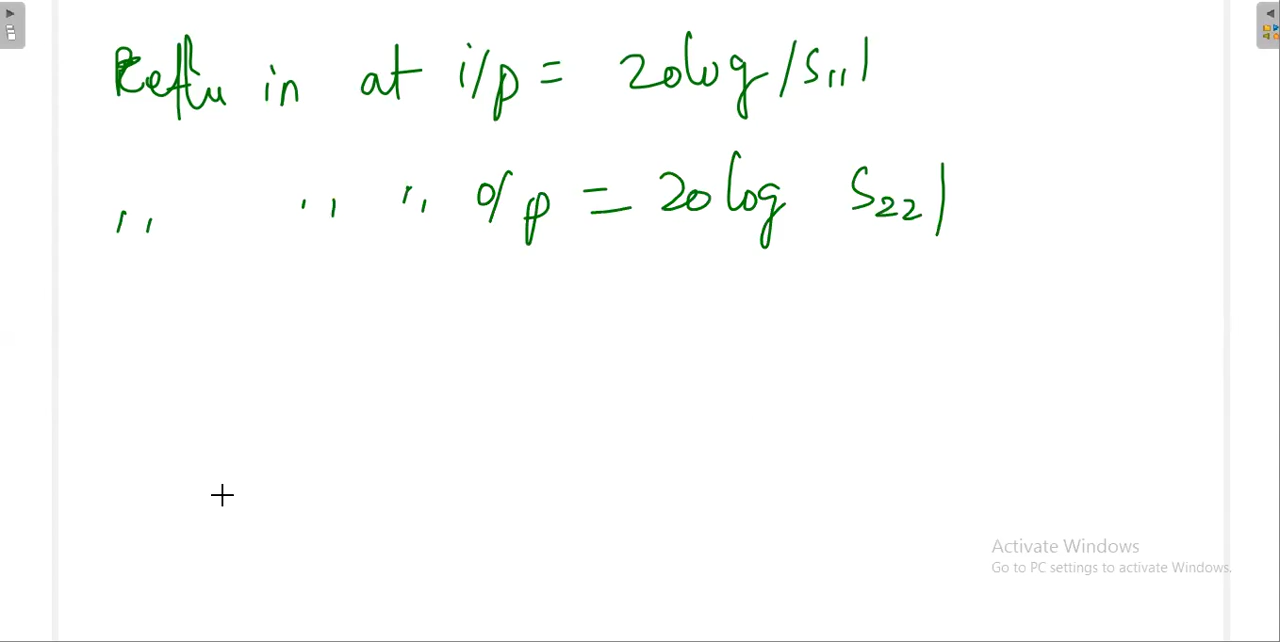 Reflu in at i/p = 20log |S11|
,, ,, ,, o/p = 20log S22|
Activate Windows
Go to PC settings to activate Windows.